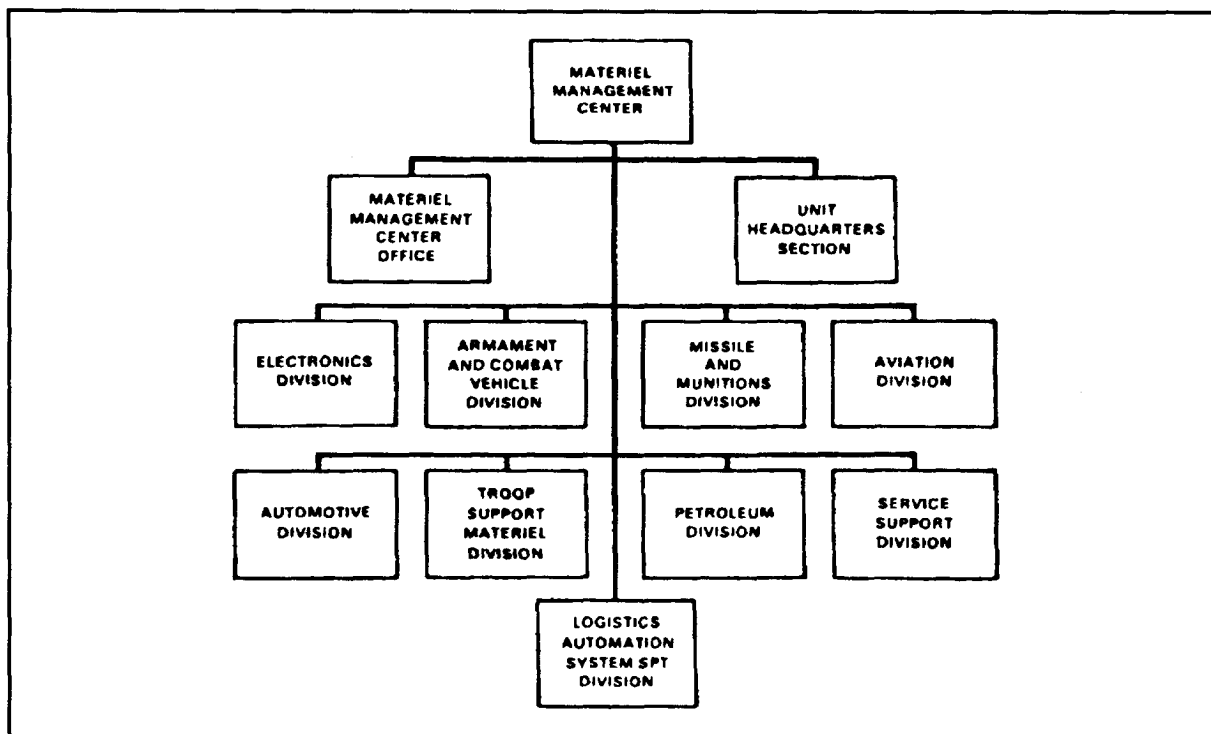 MATERIEL
MANAGEMENT
CENTER
MATERIEL
MANAGEMENT
CENTER
OFFICE
UNIT
HEADQUARTERS
SECTION
ELECTRONICS
DIVISION
ARMAMENT
AND COMBAT
VEHICLE
DIVISION
MISSILE
AND
MUNITIONS
DIVISION
AVIATION
DIVISION
AUTOMOTIVE
DIVISION
TROOP
SUPPORT
MATERIEL
DIVISION
PETROLEUM
DIVISION
SERVICE
SUPPORT
DIVISION
LOGISTICS
AUTOMATION
SYSTEM SPT
DIVISION